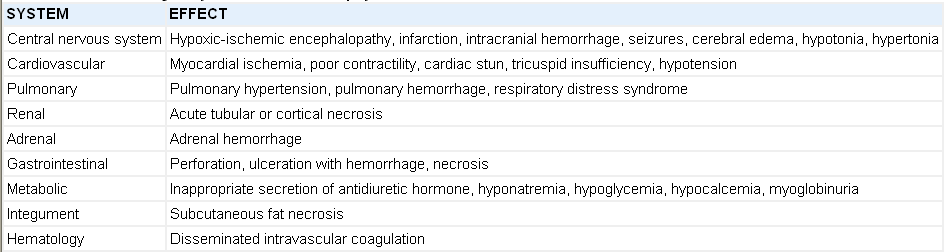 SYSTEM EFFECT
Central nervous system Hypoxic-ischemic encephalopathy, infarction, intracranial hemorrhage, seizures, cerebral edema, hypotonia, hypertonia
Cardiovascular Myocardial ischemia, poor contractility, cardiac stun, tricuspid insufficiency, hypotension
Pulmonary Pulmonary hypertension, pulmonary hemorrhage, respiratory distress syndrome
Renal Acute tubular or cortical necrosis
Adrenal Adrenal hemorrhage
Gastrointestinal Perforation, ulceration with hemorrhage, necrosis
Metabolic Inappropriate secretion of antidiuretic hormone, hyponatremia, hypoglycemia, hypocalcemia, myoglobinuria
Integument Subcutaneous fat necrosis
Hematology Disseminated intravascular coagulation